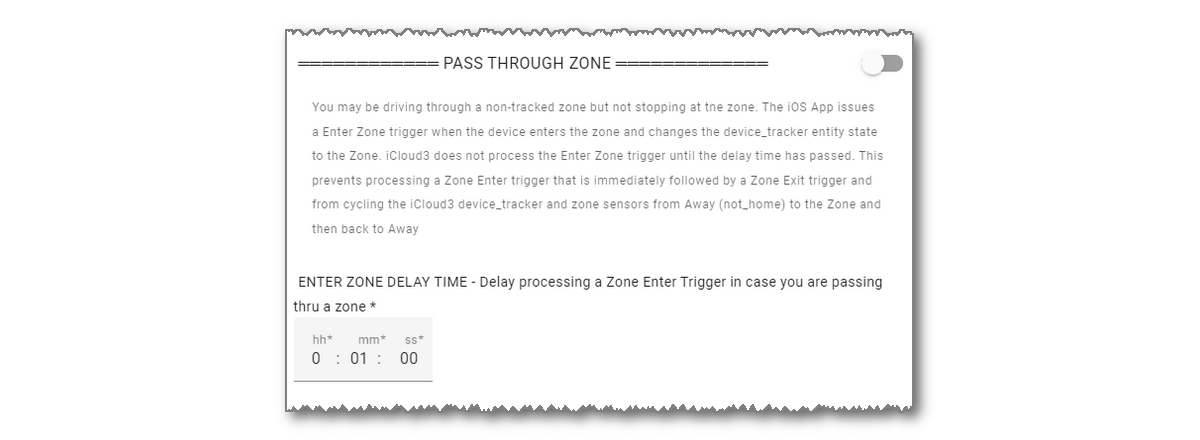 ════════════ PASS THROUGH ZONE ═════════════
You may be driving through a non-tracked zone but not stopping at tne zone. The iOS App issues
a Enter Zone trigger when the device enters the zone and changes the device_tracker entity state
to the Zone. iCloud3 does not process the Enter Zone trigger until the delay time has passed. This
prevents processing a Zone Enter trigger that is immediately followed by a Zone Exit trigger and
from cycling the iCloud3 device_tracker and zone sensors from Away (not_home) to the Zone and
then back to Away
ENTER ZONE DELAY TIME - Delay processing a Zone Enter Trigger in case you are passing
thru a zone *
hh* mm* ss*
0 : 01 : 00